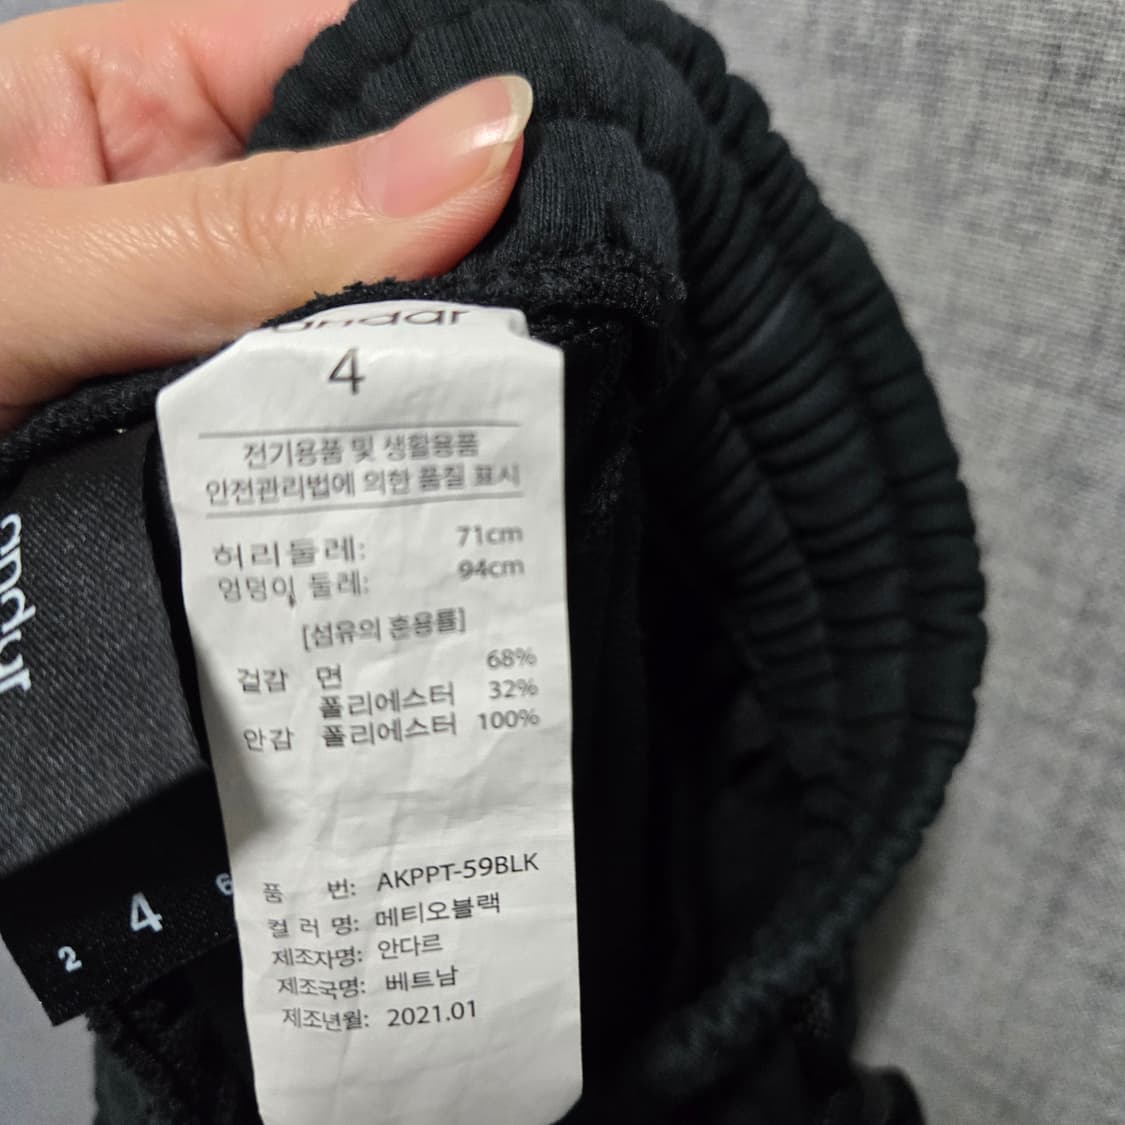 andar
4
전기용품 및 생활용품
안전관리법에 의한 품질 표시
허리둘레: 71cm
엉덩이 둘레: 94cm
[섬유의 혼용률]
겉감 면 68%
폴리에스터 32%
안감 폴리에스터 100%
품 번: AKPPT-59BLK
컬 러 명: 메티오블랙
제조자명: 안다르
제조국명: 베트남
제조년월: 2021.01
andar
2 4 6